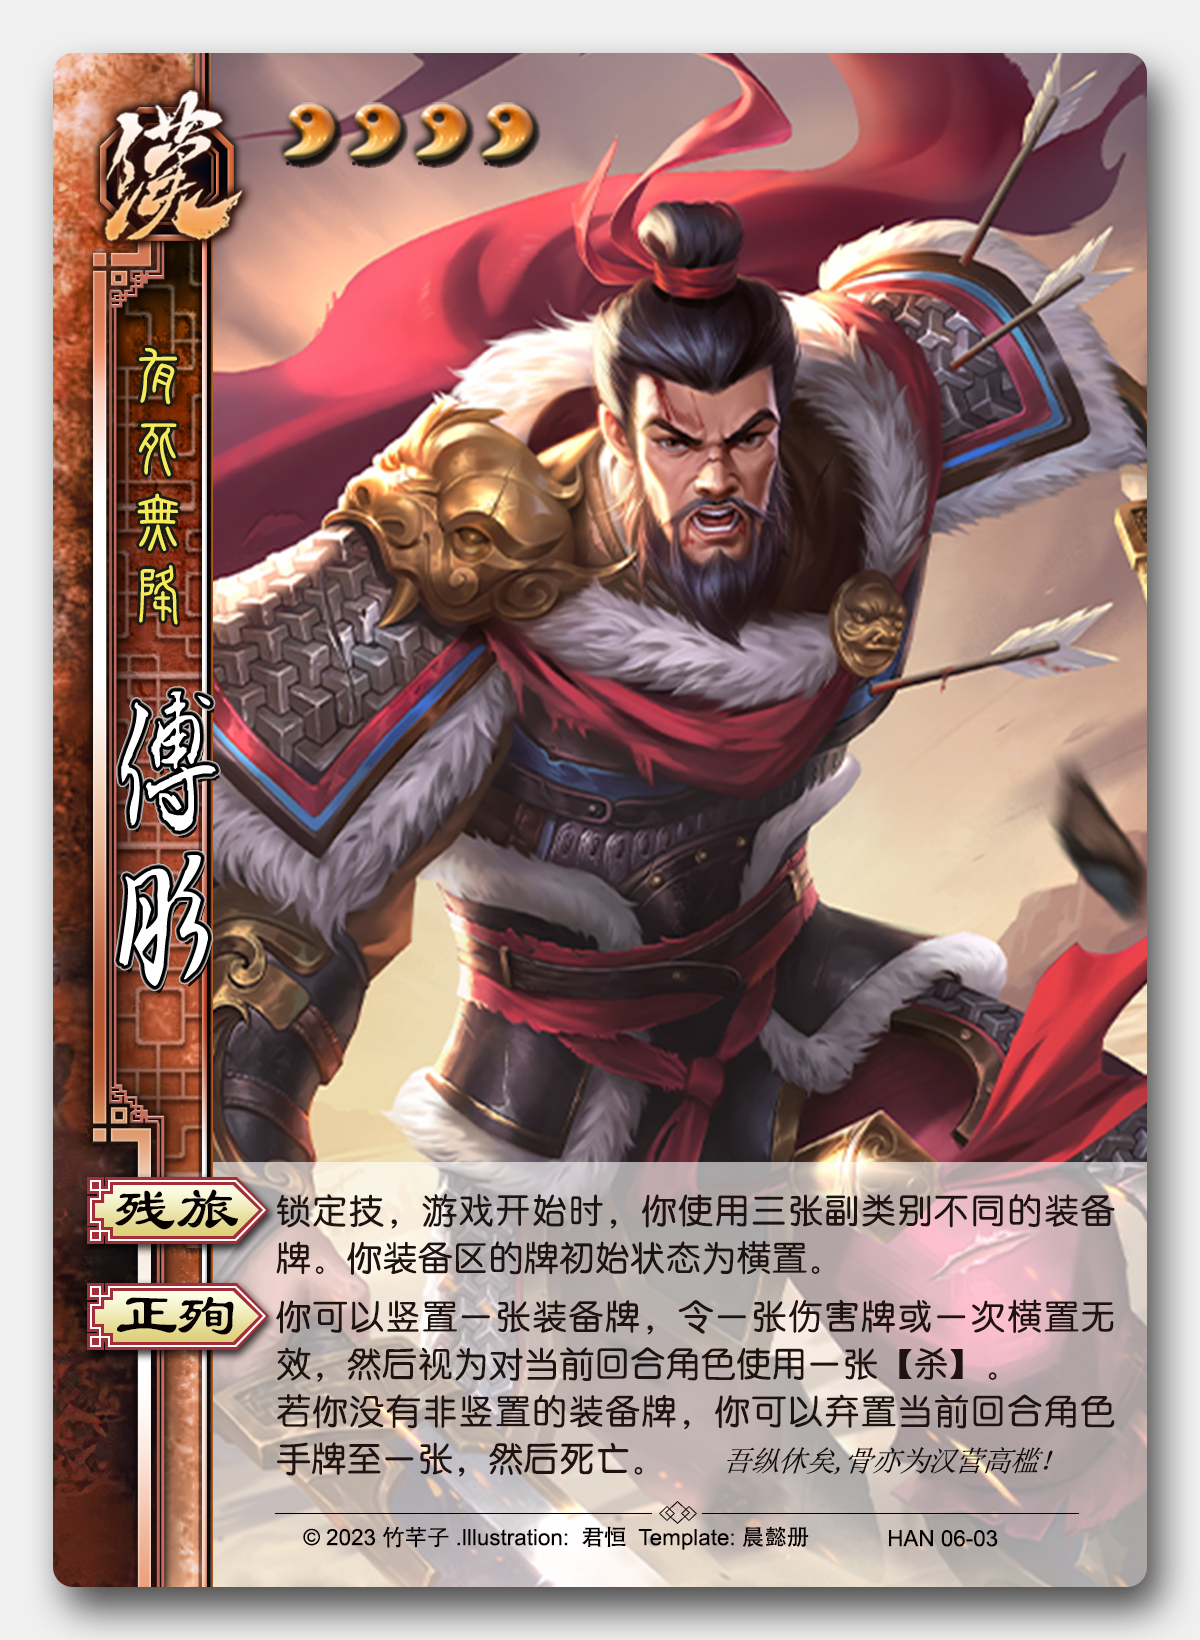 漢
有死無降
傅肜
残旅
锁定技，游戏开始时，你使用三张副类别不同的装备
牌。你装备区的牌初始状态为横置。
正殉
你可以竖置一张装备牌，令一张伤害牌或一次横置无
效，然后视为对当前回合角色使用一张【杀】。
若你没有非竖置的装备牌，你可以弃置当前回合角色
手牌至一张，然后死亡。
吾纵休矣,骨亦为汉营高槛!
© 2023 竹芊子 .Illustration: 君恒 Template: 晨懿册
HAN 06-03